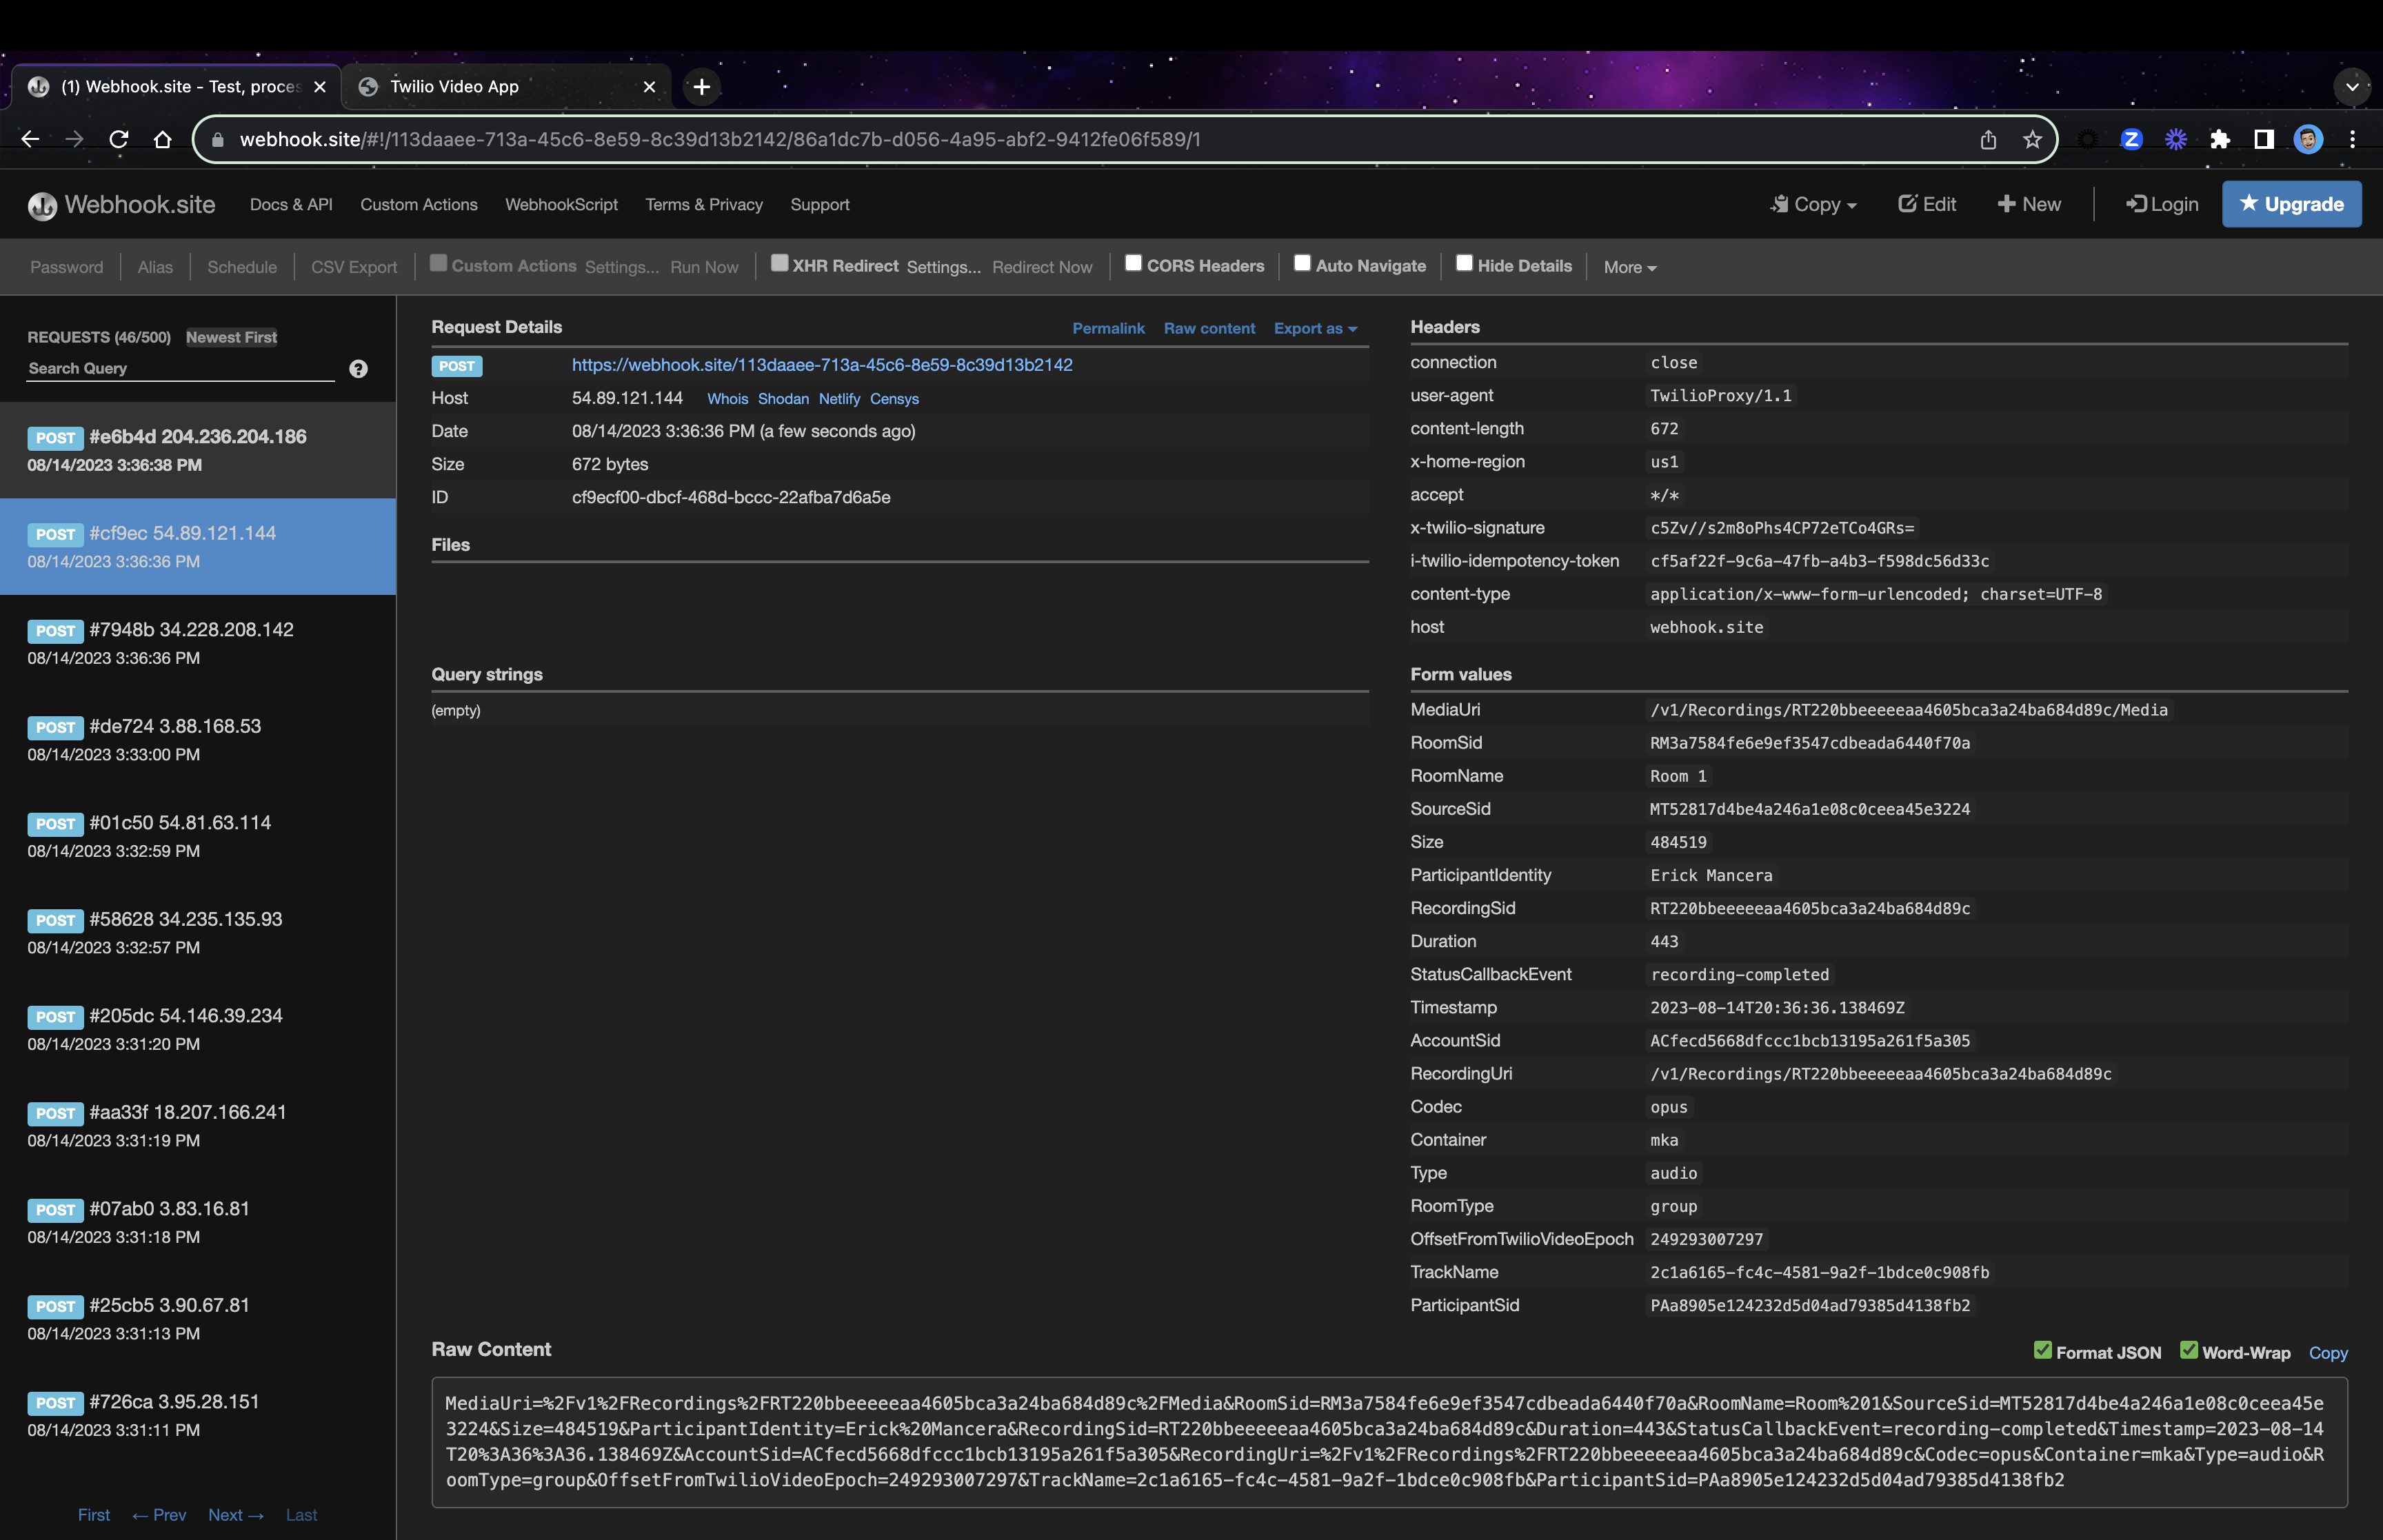 (1) Webhook.site - Test, proces
Twilio Video App
webhook.site/#!/113daaee-713a-45c6-8e59-8c39d13b2142/86a1dc7b-d056-4a95-abf2-9412fe06f589/1
Webhook.site Docs & API Custom Actions WebhookScript Terms & Privacy Support Copy Edit New Login Upgrade
Password Alias Schedule CSV Export Custom Actions Settings... Run Now XHR Redirect Settings... Redirect Now CORS Headers Auto Navigate Hide Details More
REQUESTS (46/500) Newest First
Search Query
POST #e6b4d 204.236.204.186
08/14/2023 3:36:38 PM
POST #cf9ec 54.89.121.144
08/14/2023 3:36:36 PM
POST #7948b 34.228.208.142
08/14/2023 3:36:36 PM
POST #de724 3.88.168.53
08/14/2023 3:33:00 PM
POST #01c50 54.81.63.114
08/14/2023 3:32:59 PM
POST #58628 34.235.135.93
08/14/2023 3:32:57 PM
POST #205dc 54.146.39.234
08/14/2023 3:31:20 PM
POST #aa33f 18.207.166.241
08/14/2023 3:31:19 PM
POST #07ab0 3.83.16.81
08/14/2023 3:31:18 PM
POST #25cb5 3.90.67.81
08/14/2023 3:31:13 PM
POST #726ca 3.95.28.151
08/14/2023 3:31:11 PM
First ← Prev Next → Last
Request Details Permalink Raw content Export as
POST https://webhook.site/113daaee-713a-45c6-8e59-8c39d13b2142
Host 54.89.121.144 Whois Shodan Netlify Censys
Date 08/14/2023 3:36:36 PM (a few seconds ago)
Size 672 bytes
ID cf9ecf00-dbcf-468d-bccc-22afba7d6a5e
Files
Query strings
(empty)
Headers
connection close
user-agent TwilioProxy/1.1
content-length 672
x-home-region us1
accept */*
x-twilio-signature c5Zv//s2m8oPhs4CP72eTCo4GRs=
i-twilio-idempotency-token cf5af22f-9c6a-47fb-a4b3-f598dc56d33c
content-type application/x-www-form-urlencoded; charset=UTF-8
host webhook.site
Form values
MediaUri /v1/Recordings/RT220bbeeeeeaa4605bca3a24ba684d89c/Media
RoomSid RM3a7584fe6e9ef3547cdbeada6440f70a
RoomName Room 1
SourceSid MT52817d4be4a246a1e08c0ceea45e3224
Size 484519
ParticipantIdentity Erick Mancera
RecordingSid RT220bbeeeeeaa4605bca3a24ba684d89c
Duration 443
StatusCallbackEvent recording-completed
Timestamp 2023-08-14T20:36:36.138469Z
AccountSid ACfecd5668dfccc1bcb13195a261f5a305
RecordingUri /v1/Recordings/RT220bbeeeeeaa4605bca3a24ba684d89c
Codec opus
Container mka
Type audio
RoomType group
OffsetFromTwilioVideoEpoch 249293007297
TrackName 2c1a6165-fc4c-4581-9a2f-1bdce0c908fb
ParticipantSid PAa8905e124232d5d04ad79385d4138fb2
Raw Content Format JSON Word-Wrap Copy
MediaUri=%2Fv1%2FRecordings%2FRT220bbeeeeeaa4605bca3a24ba684d89c%2FMedia&RoomSid=RM3a7584fe6e9ef3547cdbeada6440f70a&RoomName=Room%201&SourceSid=MT52817d4be4a246a1e08c0ceea45e
3224&Size=484519&ParticipantIdentity=Erick%20Mancera&RecordingSid=RT220bbeeeeeaa4605bca3a24ba684d89c&Duration=443&StatusCallbackEvent=recording-completed&Timestamp=2023-08-14
T20%3A36%3A36.138469Z&AccountSid=ACfecd5668dfccc1bcb13195a261f5a305&RecordingUri=%2Fv1%2FRecordings%2FRT220bbeeeeeaa4605bca3a24ba684d89c&Codec=opus&Container=mka&Type=audio&R
oomType=group&OffsetFromTwilioVideoEpoch=249293007297&TrackName=2c1a6165-fc4c-4581-9a2f-1bdce0c908fb&ParticipantSid=PAa8905e124232d5d04ad79385d4138fb2